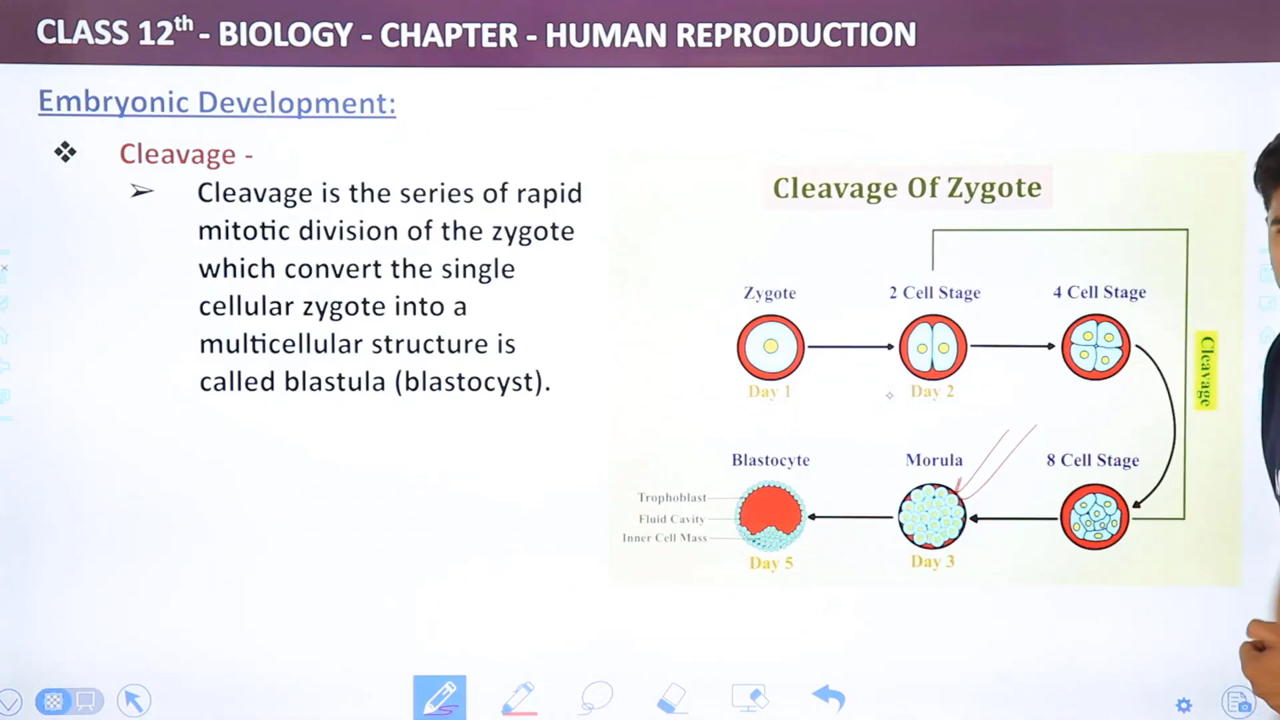 CLASS 12th - BIOLOGY - CHAPTER - HUMAN REPRODUCTION
Embryonic Development:
Cleavage -
Cleavage is the series of rapid
mitotic division of the zygote
which convert the single
cellular zygote into a
multicellular structure is
called blastula (blastocyst).
Cleavage Of Zygote
Zygote
2 Cell Stage
4 Cell Stage
Day 1
Day 2
Cleavage
Blastocyte
Morula
8 Cell Stage
Trophoblast
Fluid Cavity
Inner Cell Mass
Day 5
Day 3